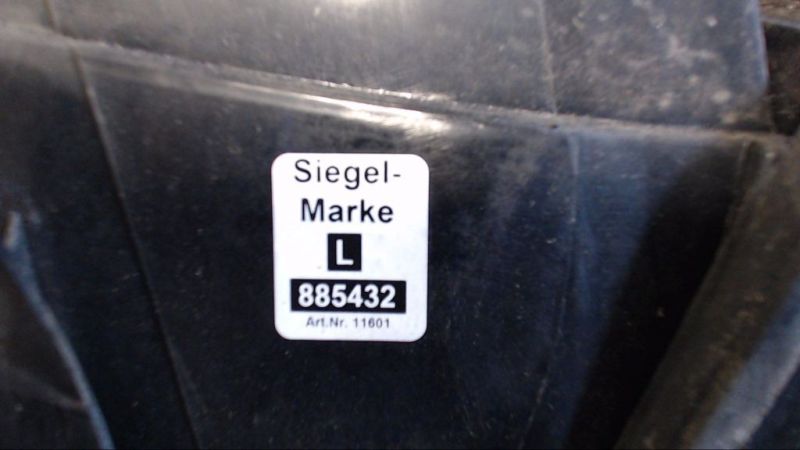 Siegel-
Marke
L
885432
Art.Nr. 11601